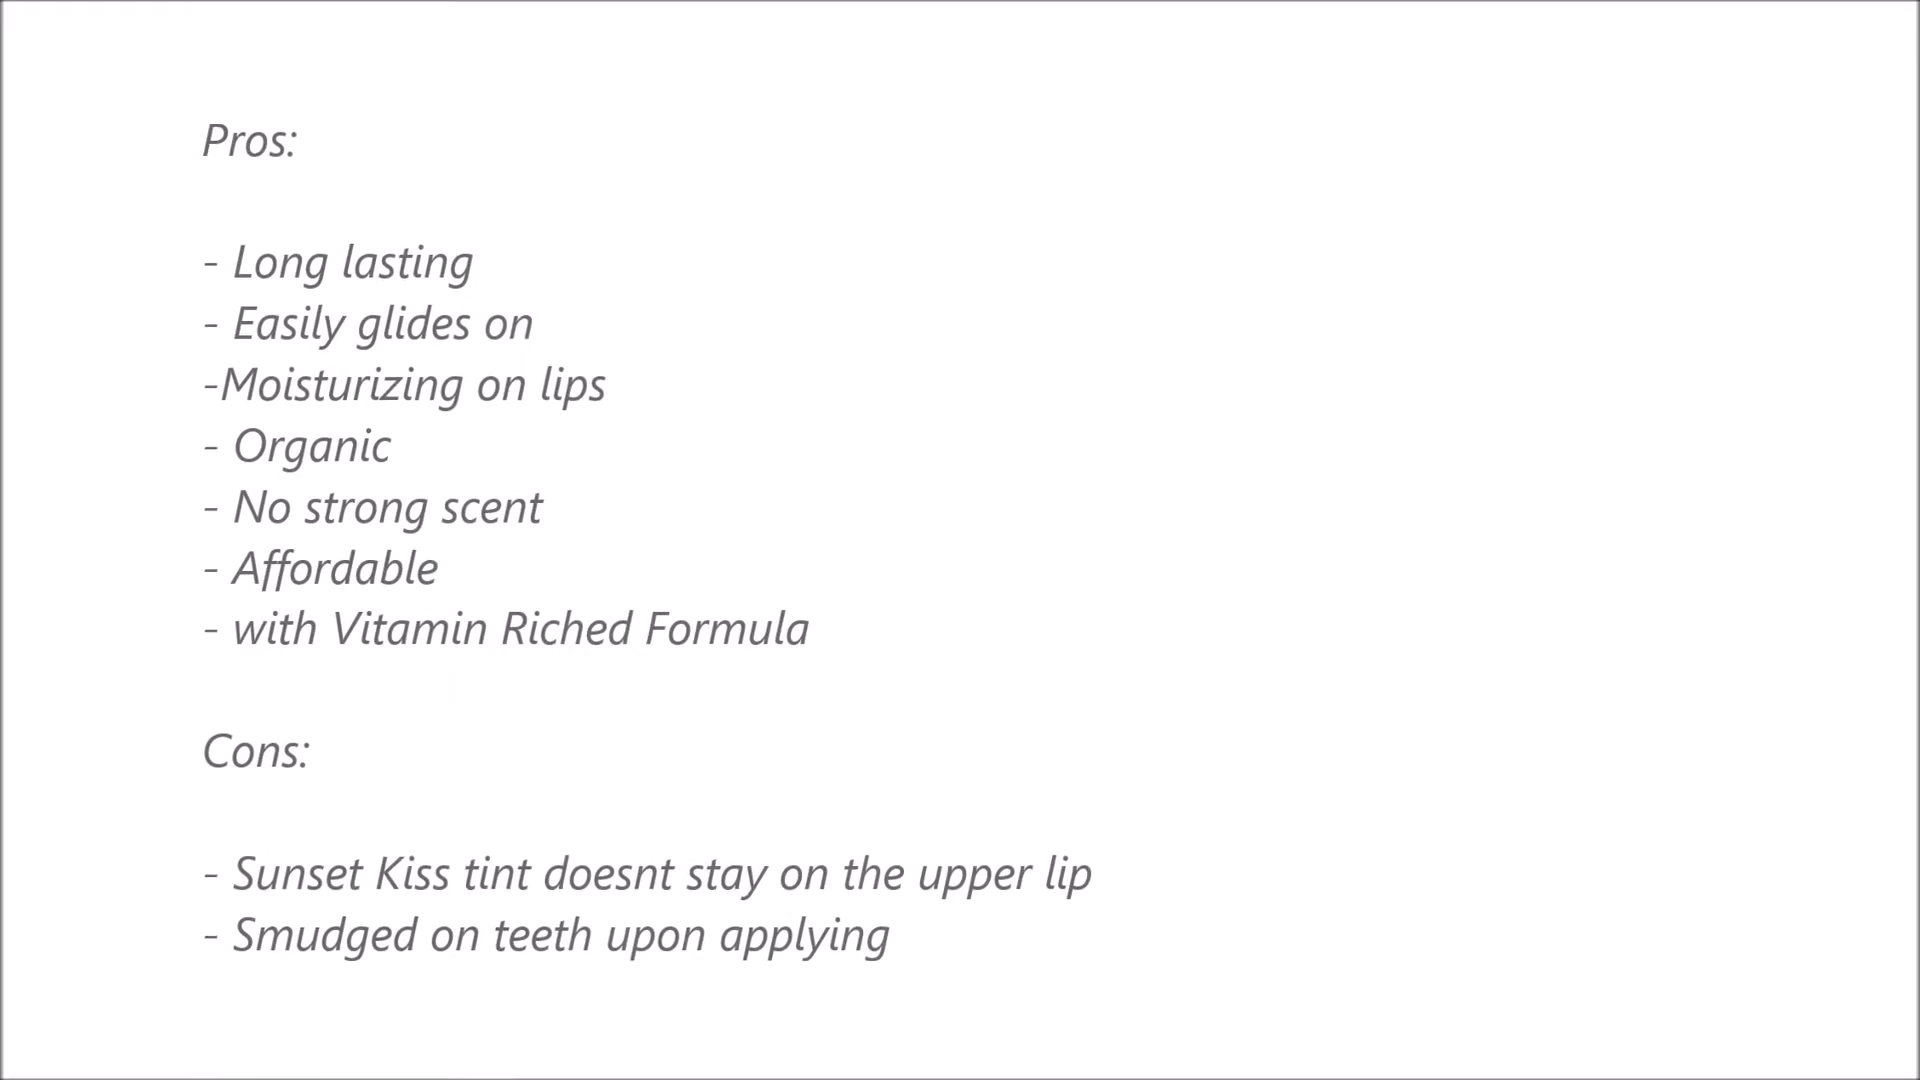 Pros:
- Long lasting
- Easily glides on
-Moisturizing on lips
- Organic
- No strong scent
- Affordable
- with Vitamin Riched Formula
Cons:
- Sunset Kiss tint doesnt stay on the upper lip
- Smudged on teeth upon applying